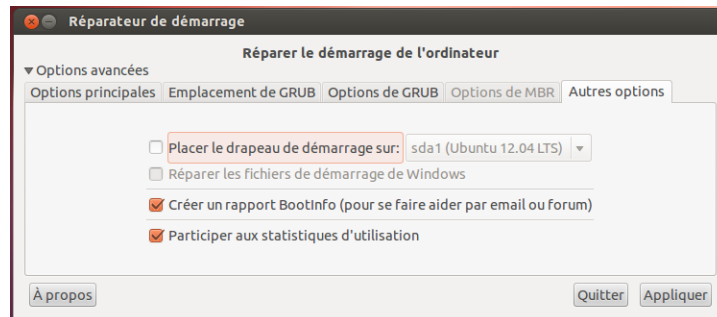 Réparateur de démarrage
Réparer le démarrage de l'ordinateur
Options avancées
Options principales Emplacement de GRUB Options de GRUB Options de MBR Autres options
Placer le drapeau de démarrage sur: sda1 (Ubuntu 12.04 LTS)
Réparer les fichiers de démarrage de Windows
Créer un rapport BootInfo (pour se faire aider par email ou forum)
Participer aux statistiques d'utilisation
À propos Quitter Appliquer